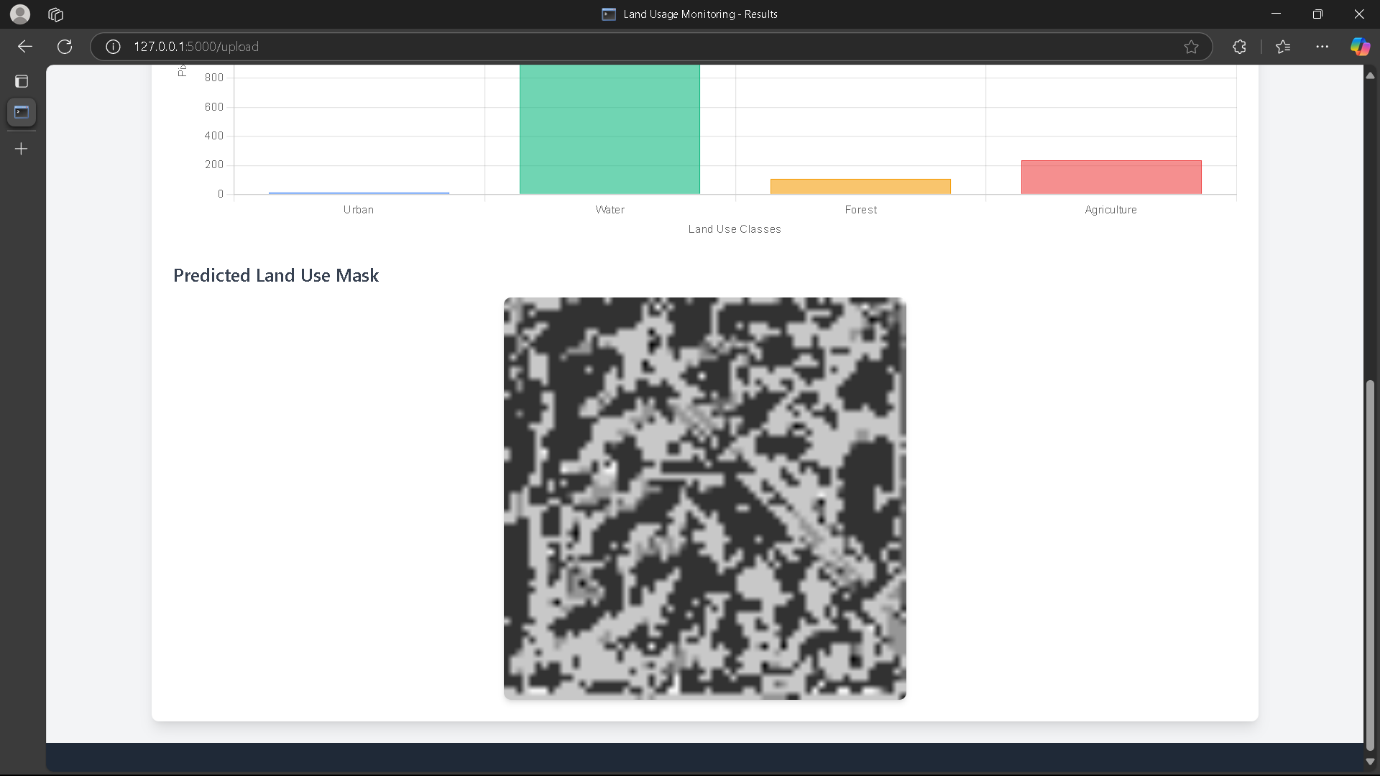 Land Usage Monitoring - Results
127.0.0.1:5000/upload
800
600
400
200
0
Urban
Water
Forest
Agriculture
Land Use Classes
Predicted Land Use Mask